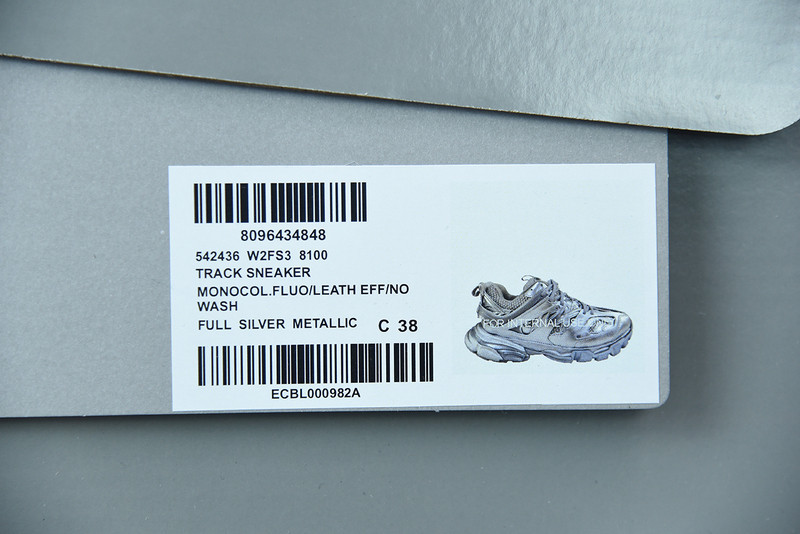 8096434848
542436 W2FS3 8100
TRACK SNEAKER
MONOCOL.FLUO/LEATH EFF/NO
WASH
FULL SILVER METALLIC C 38
ECBL000982A
FOR INTERNAL USE ONLY